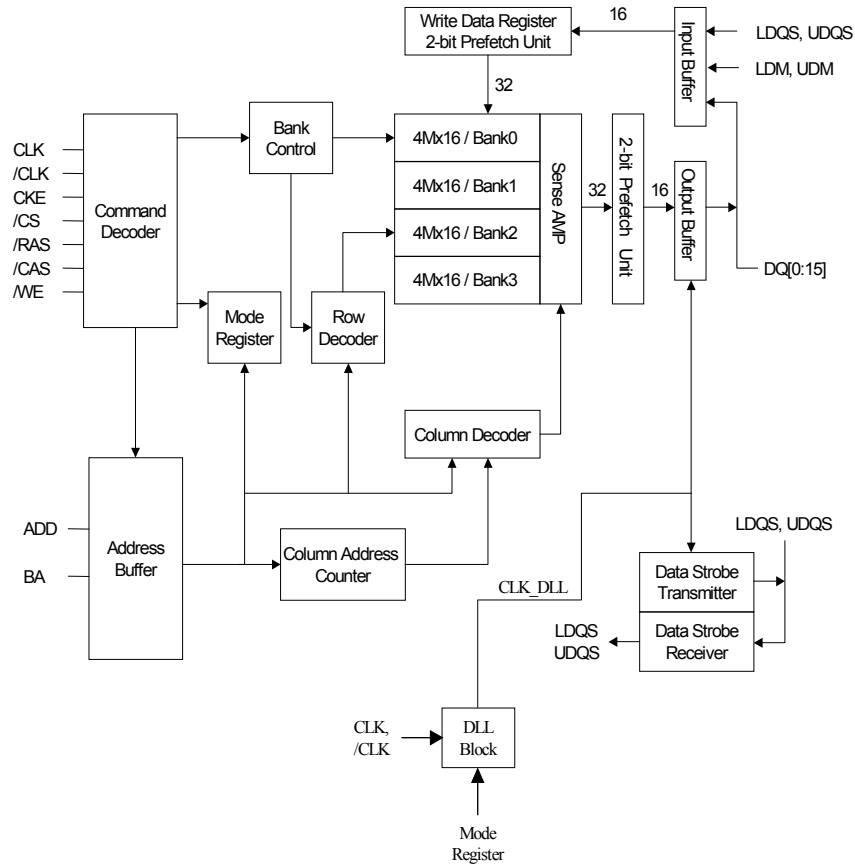 Write Data Register
2-bit Prefetch Unit
16
Input Buffer
LDQS, UDQS
LDM, UDM
32
Bank
Control
4Mx16 / Bank0
4Mx16 / Bank1
4Mx16 / Bank2
4Mx16 / Bank3
Sense AMP
32
2-bit Prefetch Unit
16
Output Buffer
DQ[0:15]
CLK
/CLK
CKE
/CS
/RAS
/CAS
/WE
Command
Decoder
Mode
Register
Row
Decoder
Column Decoder
ADD
BA
Address
Buffer
Column Address
Counter
CLK_DLL
LDQS, UDQS
Data Strobe
Transmitter
Data Strobe
Receiver
LDQS
UDQS
CLK,
/CLK
DLL
Block
Mode
Register